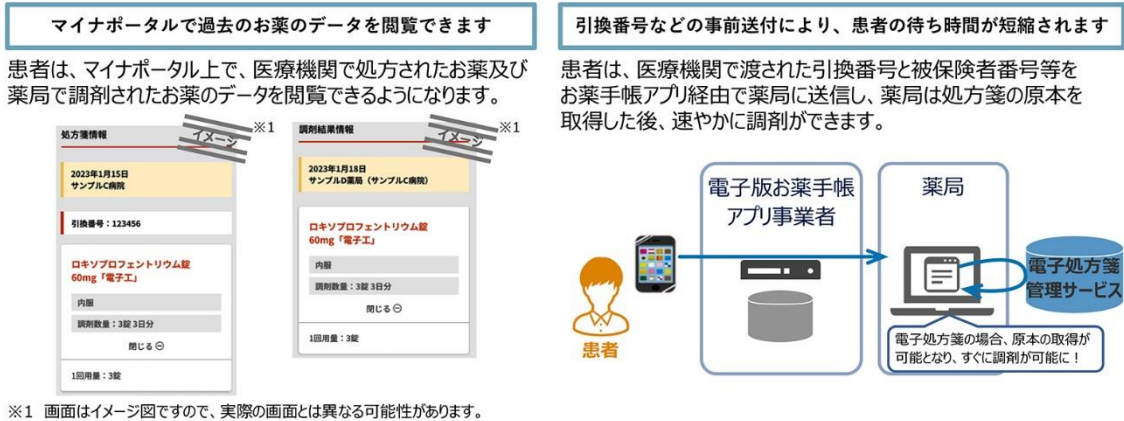 マイナポータルで過去のお薬のデータを閲覧できます
患者は、マイナポータル上で、医療機関で処方されたお薬及び
薬局で調剤されたお薬のデータを閲覧できるようになります。
処方箋情報
イメージ
※1
2023年1月15日
サンプルC病院
引換番号：123456
ロキソプロフェントリウム錠
60mg「電子工」
内服
調剤数量：3錠 3日分
閉じる
1回用量：3錠
調剤結果情報
イメージ
※1
2023年1月18日
サンプルD薬局（サンプルC病院）
ロキソプロフェントリウム錠
60mg「電子工」
内服
調剤数量：3錠 3日分
閉じる
1回用量：3錠
※1 画面はイメージ図ですので、実際の画面とは異なる可能性があります。
引換番号などの事前送付により、患者の待ち時間が短縮されます
患者は、医療機関で渡された引換番号と被保険者番号等を
お薬手帳アプリ経由で薬局に送信し、薬局は処方箋の原本を
取得した後、速やかに調剤ができます。
電子版お薬手帳
アプリ事業者
薬局
患者
電子処方箋
管理サービス
電子処方箋の場合、原本の取得が
可能となり、すぐに調剤が可能に！